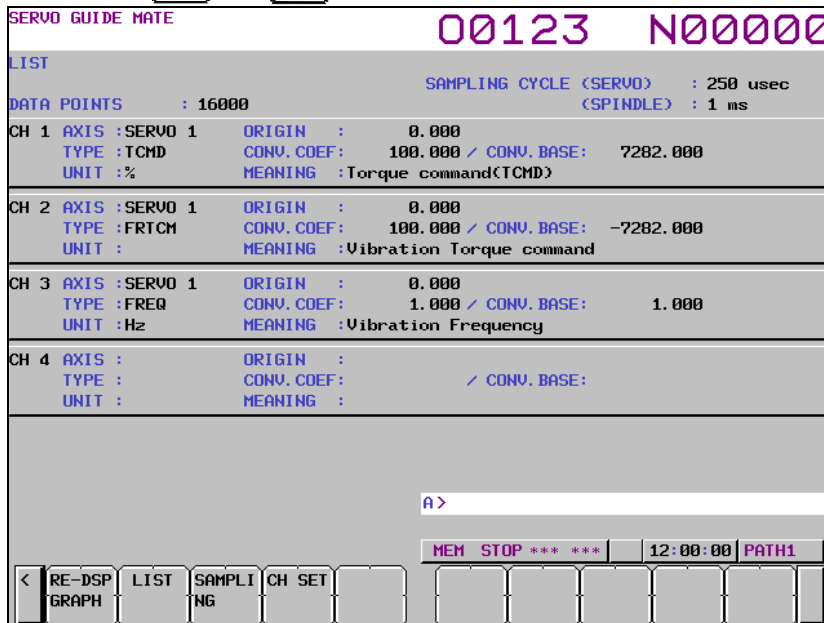 SERVO GUIDE MATE O0123 N00000
LIST
SAMPLING CYCLE (SERVO) : 250 usec
DATA POINTS : 16000 (SPINDLE) : 1 ms
CH 1 AXIS :SERVO 1 ORIGIN : 0.000
TYPE :TCMD CONV.COEF: 100.000 / CONV.BASE: 7282.000
UNIT :% MEANING :Torque command(TCMD)
CH 2 AXIS :SERVO 1 ORIGIN : 0.000
TYPE :FRTCM CONV.COEF: 100.000 / CONV.BASE: -7282.000
UNIT : MEANING :Vibration Torque command
CH 3 AXIS :SERVO 1 ORIGIN : 0.000
TYPE :FREQ CONV.COEF: 1.000 / CONV.BASE: 1.000
UNIT :Hz MEANING :Vibration Frequency
CH 4 AXIS : ORIGIN :
TYPE : CONV.COEF: / CONV.BASE:
UNIT : MEANING :
A>
MEM STOP *** *** 12:00:00 PATH1
< RE-DSP GRAPH LIST SAMPLI NG CH SET